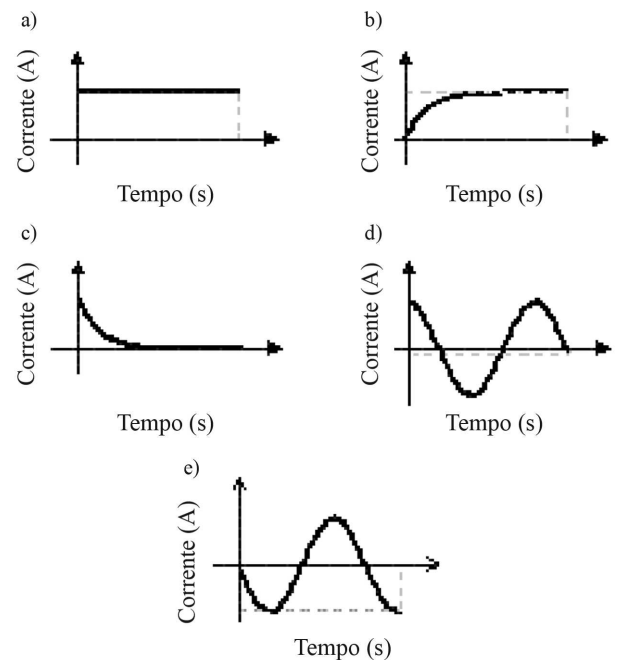 a)
Corrente (A)
Tempo (s)
b)
Corrente (A)
Tempo (s)
c)
Corrente (A)
Tempo (s)
d)
Corrente (A)
Tempo (s)
e)
Corrente (A)
Tempo (s)